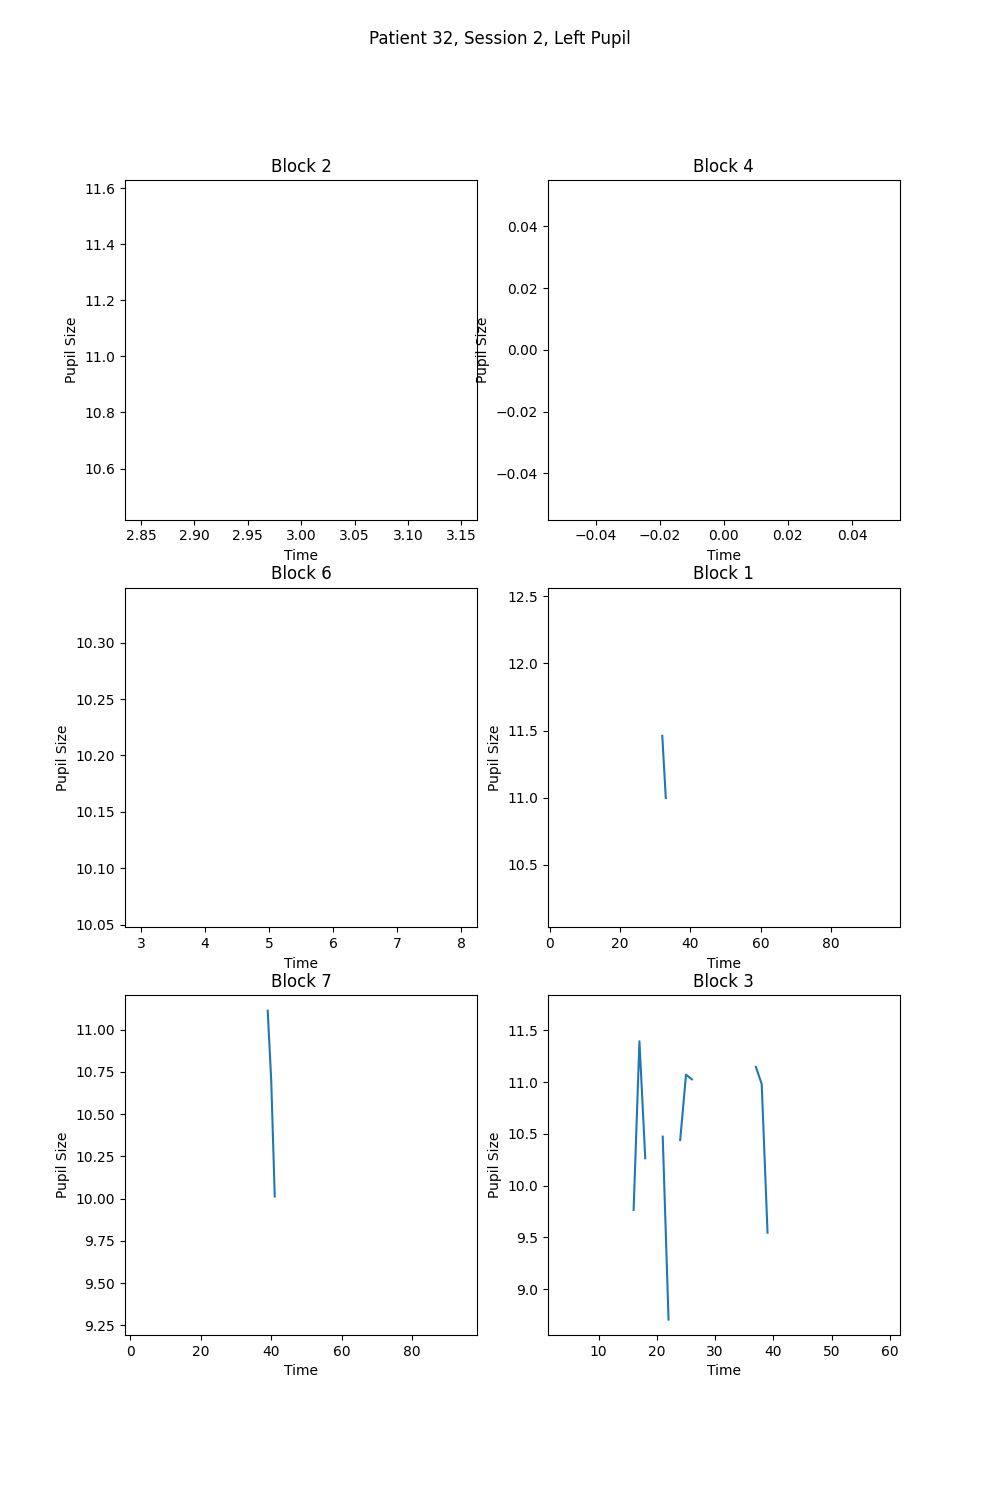 Patient 32, Session 2, Left Pupil
Block 2
Block 4
11.6
11.4
11.2
11.0
10.8
10.6
Pupil Size
2.85 2.90 2.95 3.00 3.05 3.10 3.15
Time
0.04
0.02
0.00
−0.02
−0.04
Pupil Size
−0.04 −0.02 0.00 0.02 0.04
Time
Block 6
Block 1
10.30
10.25
10.20
10.15
10.10
10.05
Pupil Size
3 4 5 6 7 8
Time
12.5
12.0
11.5
11.0
10.5
Pupil Size
0 20 40 60 80
Time
Block 7
Block 3
11.00
10.75
10.50
10.25
10.00
9.75
9.50
9.25
Pupil Size
0 20 40 60 80
Time
11.5
11.0
10.5
10.0
9.5
9.0
Pupil Size
10 20 30 40 50 60
Time